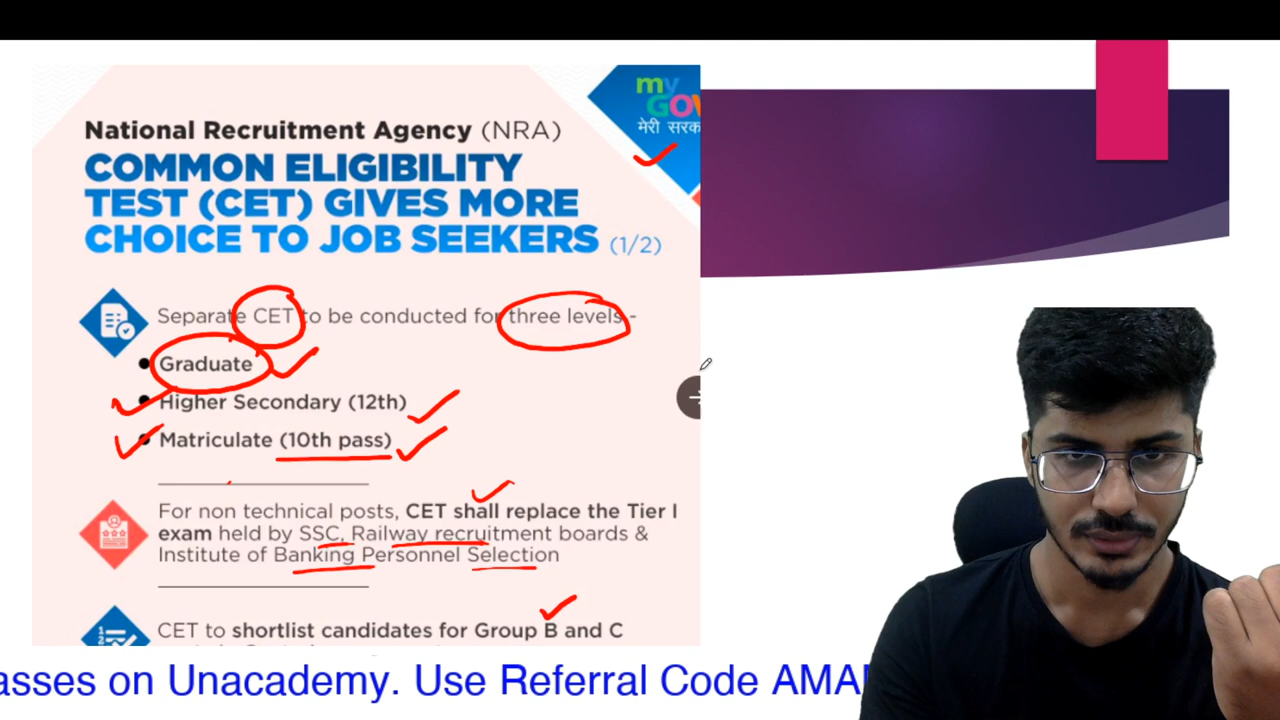 my
GOV
मेरी सरक
National Recruitment Agency (NRA)
COMMON ELIGIBILITY
TEST (CET) GIVES MORE
CHOICE TO JOB SEEKERS (1/2)
Separate CET to be conducted for three levels -
• Graduate
• Higher Secondary (12th)
• Matriculate (10th pass)
For non technical posts, CET shall replace the Tier I
exam held by SSC, Railway recruitment boards &
Institute of Banking Personnel Selection
CET to shortlist candidates for Group B and C
asses on Unacademy. Use Referral Code AMA